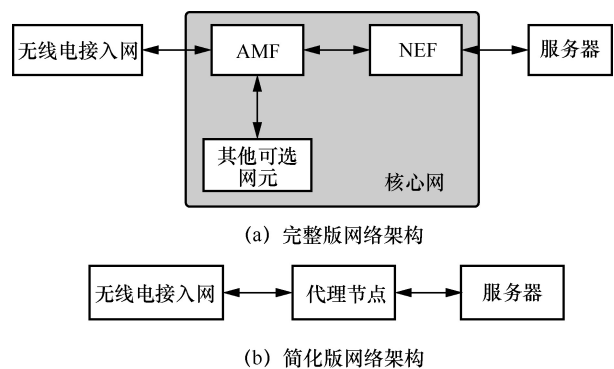 无线电接入网
AMF
NEF
服务器
其他可选
网元
核心网
(a) 完整版网络架构
无线电接入网
代理节点
服务器
(b) 简化版网络架构